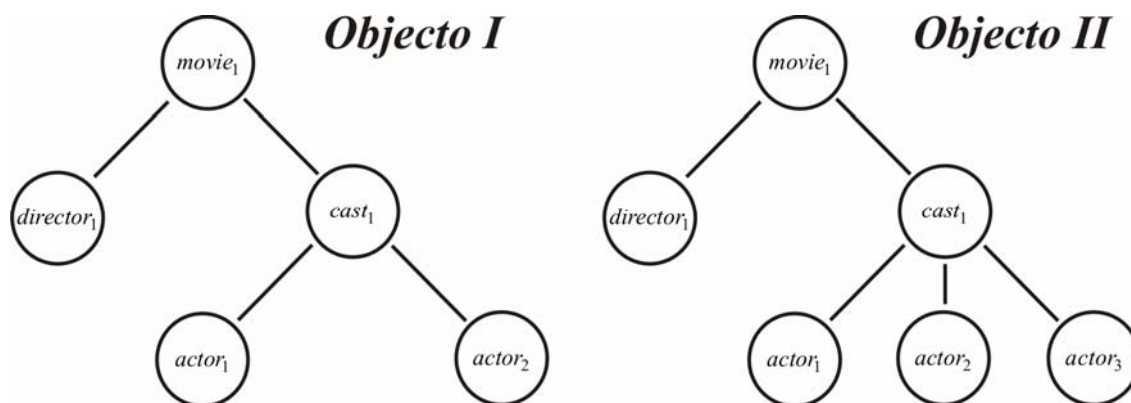 Objecto I
movie₁
director₁
cast₁
actor₁
actor₂
Objecto II
movie₁
director₁
cast₁
actor₁
actor₂
actor₃